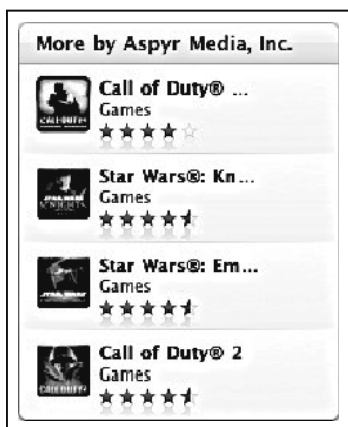 More by Aspyr Media, Inc.
Call of Duty® ...
Games
Star Wars®: Kn...
Games
Star Wars®: Em...
Games
Call of Duty® 2
Games